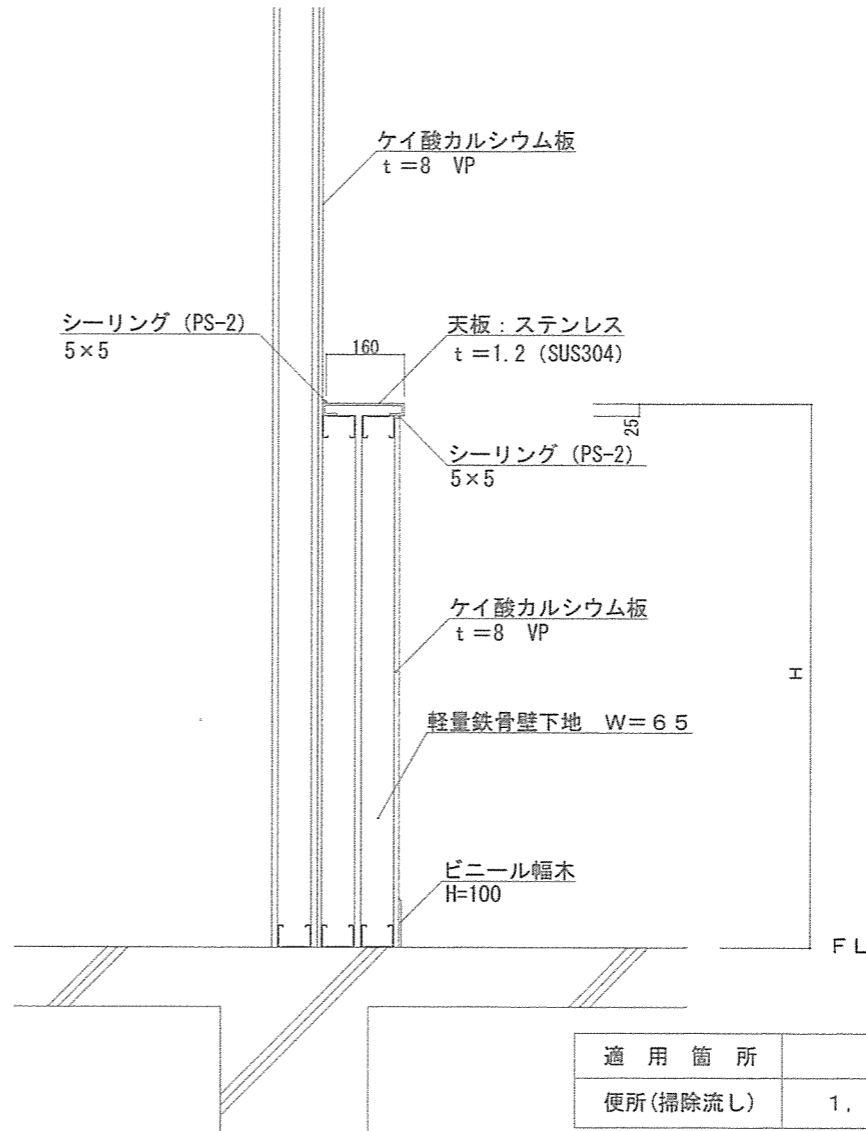 ケイ酸カルシウム板
t=8 VP
シーリング (PS-2)
5×5
160
天板：ステンレス
t=1.2 (SUS304)
25
シーリング (PS-2)
5×5
ケイ酸カルシウム板
t=8 VP
H
軽量鉄骨壁下地 W=65
ビニール幅木
H=100
FL
適用箇所
便所(掃除流し) 1,